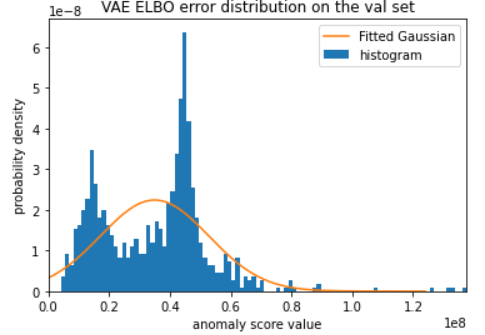 VAE ELBO error distribution on the val set
1e−8
Fitted Gaussian
histogram
probability density
6
5
4
3
2
1
0
0.0 0.2 0.4 0.6 0.8 1.0 1.2
1e8
anomaly score value